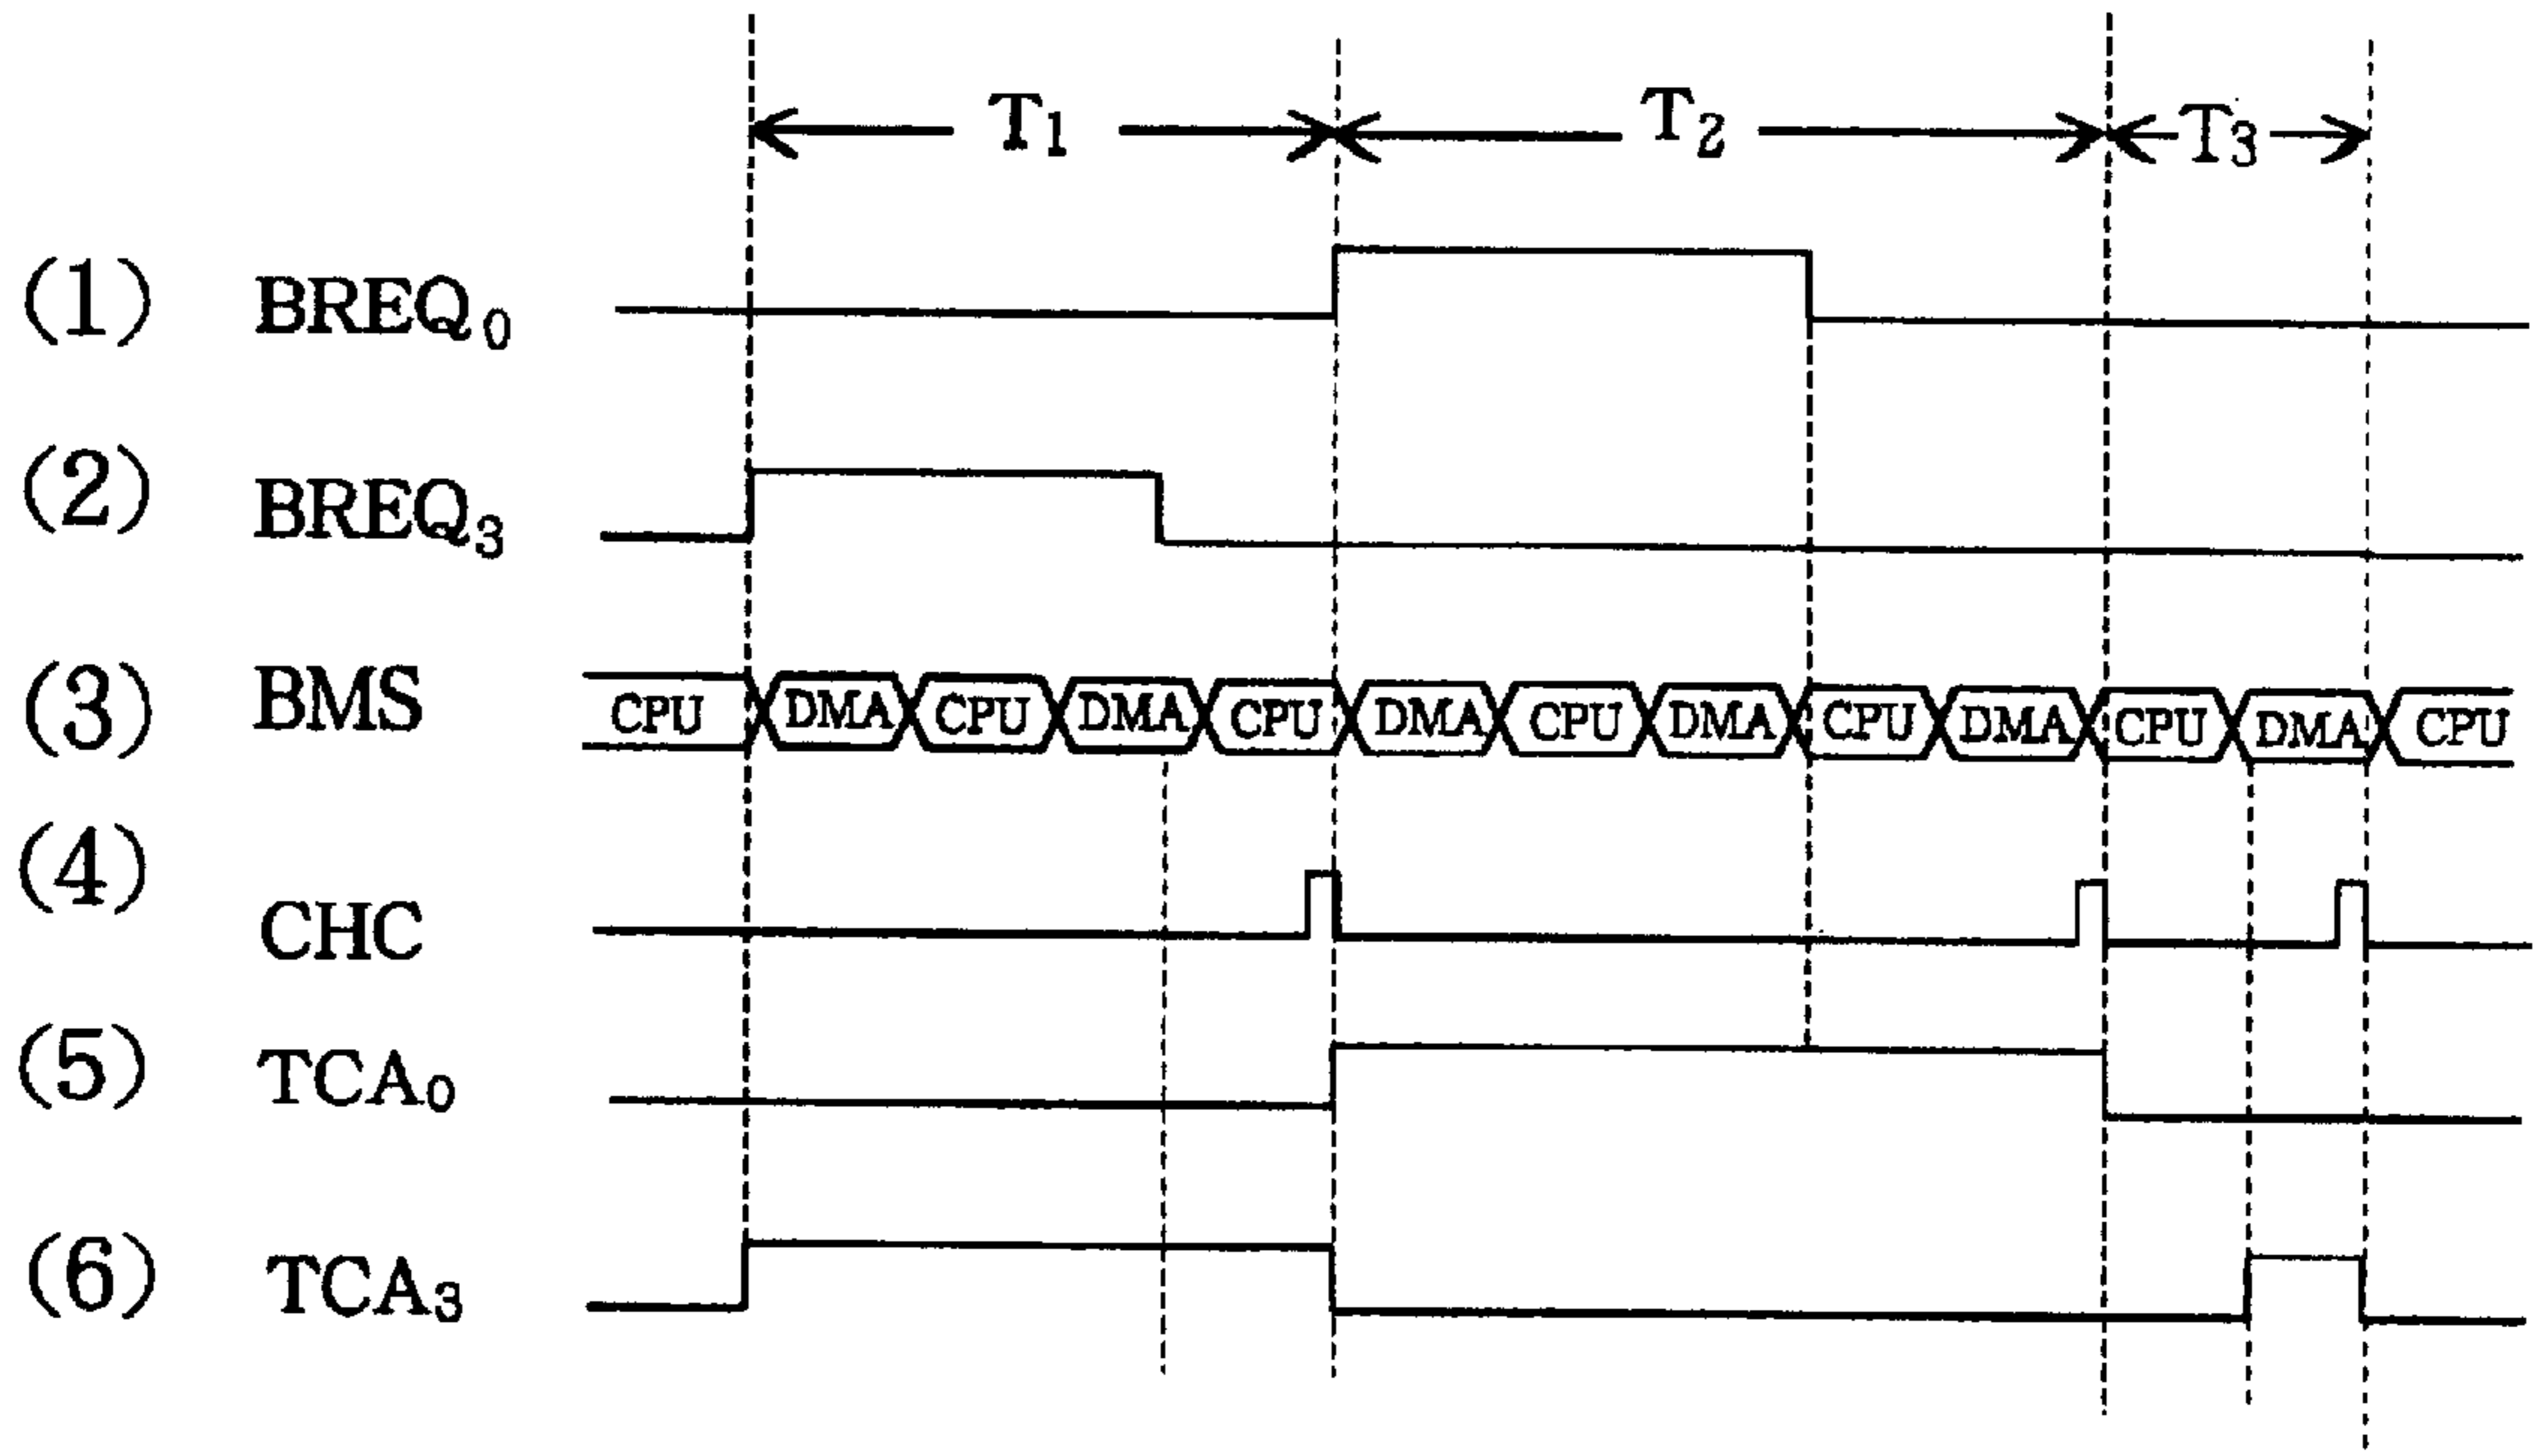 T₁ T₂ T₃
(1) BREQ₀
(2) BREQ₃
(3) BMS CPU DMA CPU DMA CPU DMA CPU DMA CPU DMA CPU DMA CPU
(4) CHC
(5) TCA₀
(6) TCA₃